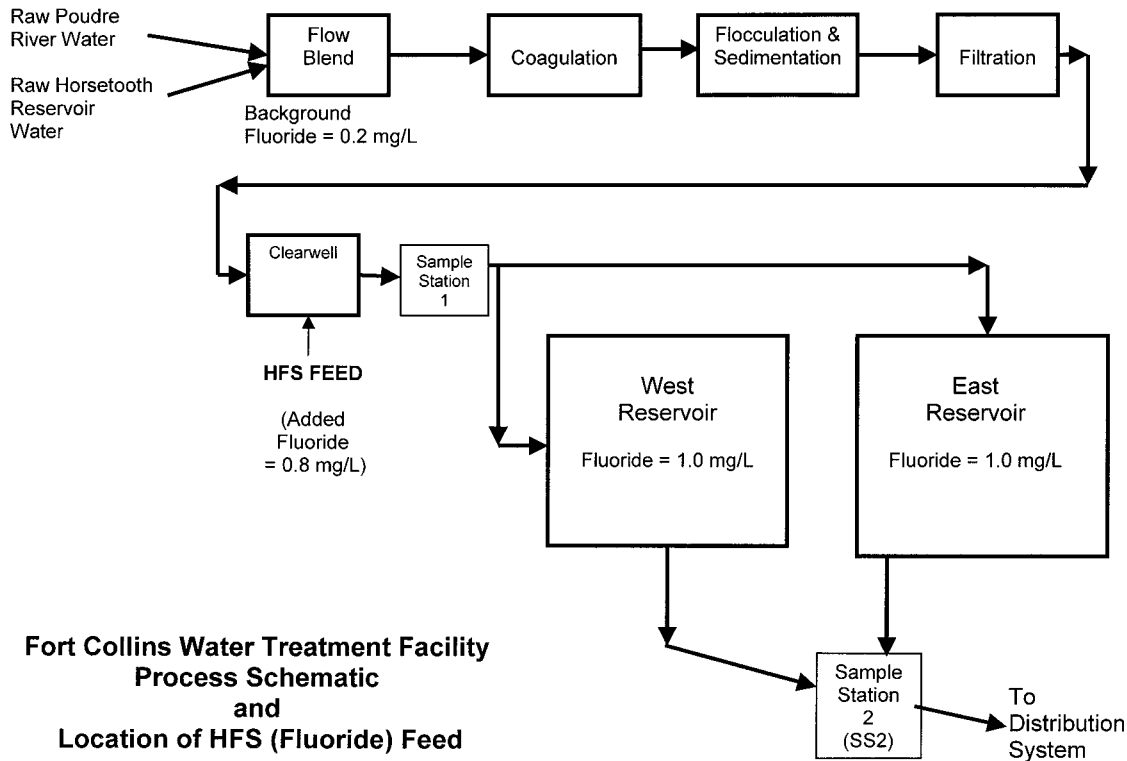 Raw Poudre
River Water
Raw Horsetooth
Reservoir
Water
Flow
Blend
Background
Fluoride = 0.2 mg/L
Coagulation
Flocculation &
Sedimentation
Filtration
Clearwell
Sample
Station
1
HFS FEED
(Added
Fluoride
= 0.8 mg/L)
West
Reservoir
Fluoride = 1.0 mg/L
East
Reservoir
Fluoride = 1.0 mg/L
Fort Collins Water Treatment Facility
Process Schematic
and
Location of HFS (Fluoride) Feed
Sample
Station
2
(SS2)
To
Distribution
System